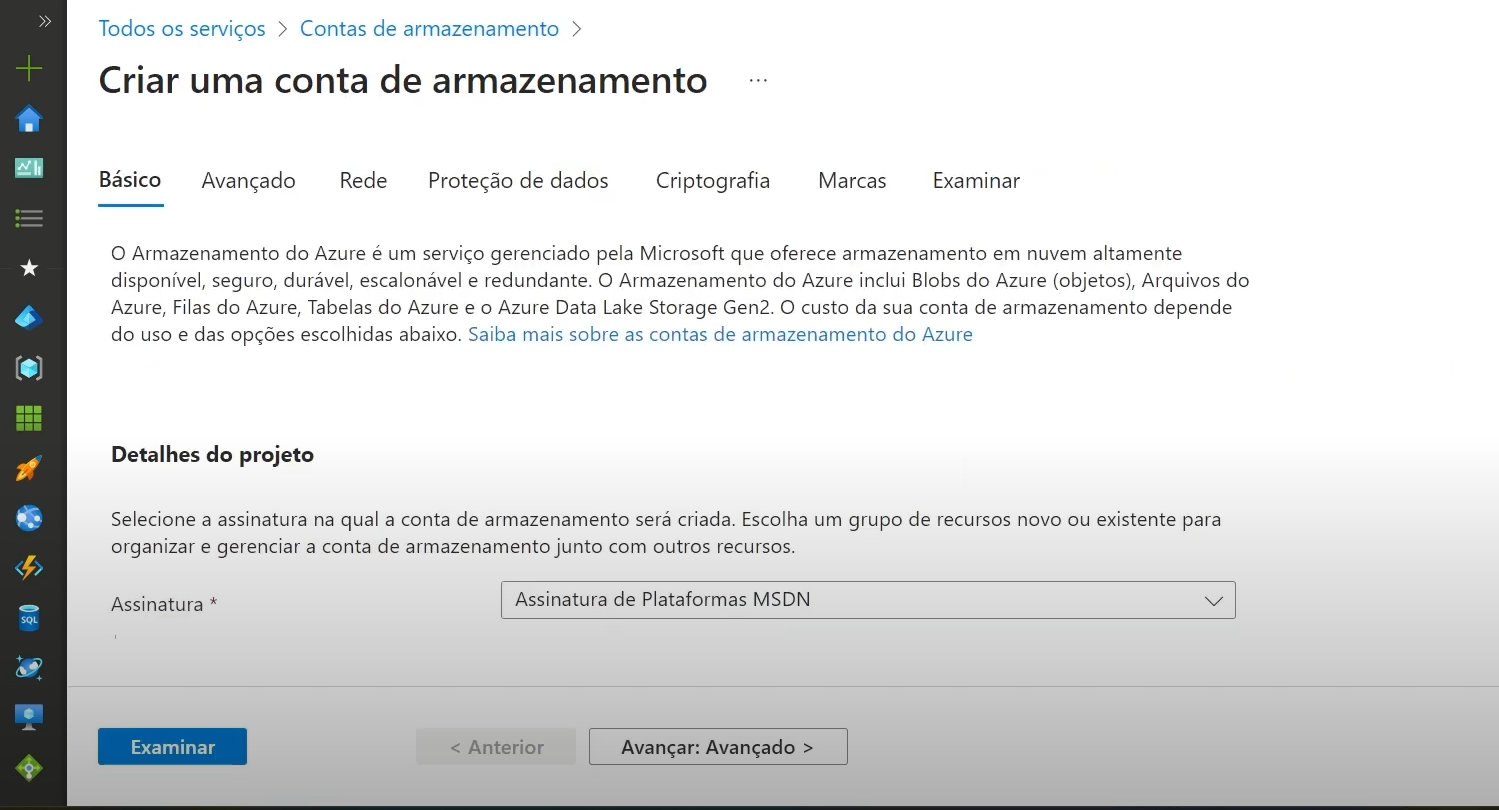 Todos os serviços > Contas de armazenamento >
Criar uma conta de armazenamento ...
Básico Avançado Rede Proteção de dados Criptografia Marcas Examinar
O Armazenamento do Azure é um serviço gerenciado pela Microsoft que oferece armazenamento em nuvem altamente
disponível, seguro, durável, escalonável e redundante. O Armazenamento do Azure inclui Blobs do Azure (objetos), Arquivos do
Azure, Filas do Azure, Tabelas do Azure e o Azure Data Lake Storage Gen2. O custo da sua conta de armazenamento depende
do uso e das opções escolhidas abaixo. Saiba mais sobre as contas de armazenamento do Azure
Detalhes do projeto
Selecione a assinatura na qual a conta de armazenamento será criada. Escolha um grupo de recursos novo ou existente para
organizar e gerenciar a conta de armazenamento junto com outros recursos.
Assinatura * Assinatura de Plataformas MSDN
SQL
Examinar < Anterior Avançar: Avançado >